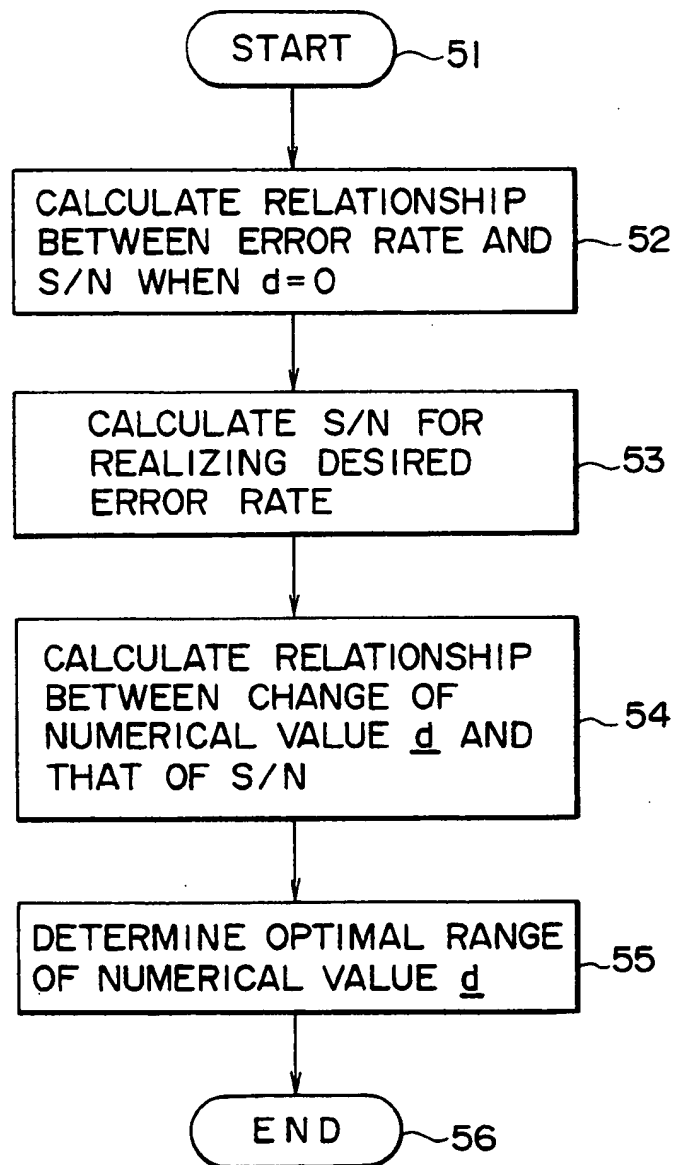 START
51
CALCULATE RELATIONSHIP
BETWEEN ERROR RATE AND
S/N WHEN d=0
52
CALCULATE S/N FOR
REALIZING DESIRED
ERROR RATE
53
CALCULATE RELATIONSHIP
BETWEEN CHANGE OF
NUMERICAL VALUE d AND
THAT OF S/N
54
DETERMINE OPTIMAL RANGE
OF NUMERICAL VALUE d
55
END
56